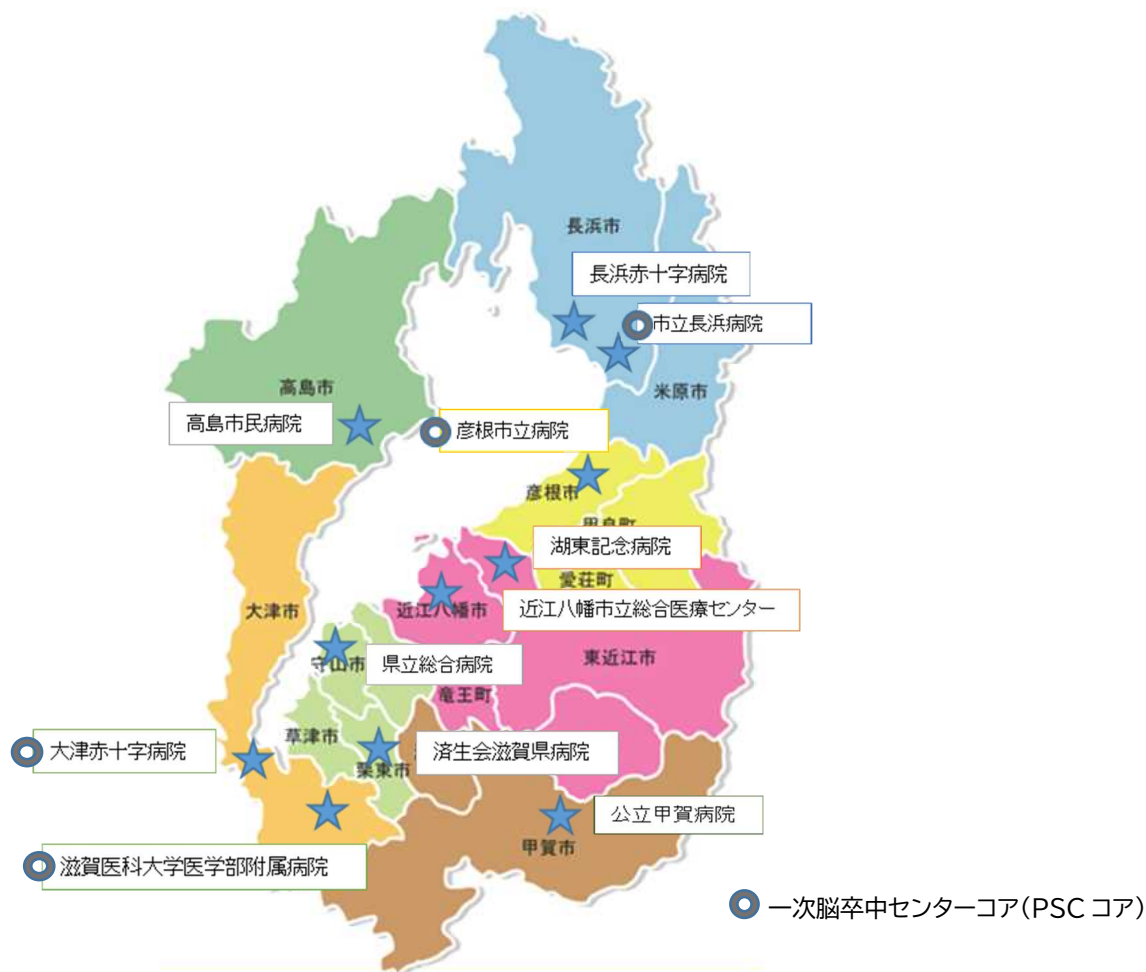 長浜市
長浜赤十字病院
市立長浜病院
高島市
米原市
高島市民病院
彦根市立病院
彦根市
甲良町
湖東記念病院
愛荘町
近江八幡市
近江八幡市立総合医療センター
大津市
守山市
県立総合病院
東近江市
竜王町
草津市
大津赤十字病院
済生会滋賀県病院
栗東市
公立甲賀病院
甲賀市
滋賀医科大学医学部附属病院
一次脳卒中センターコア(PSCコア)